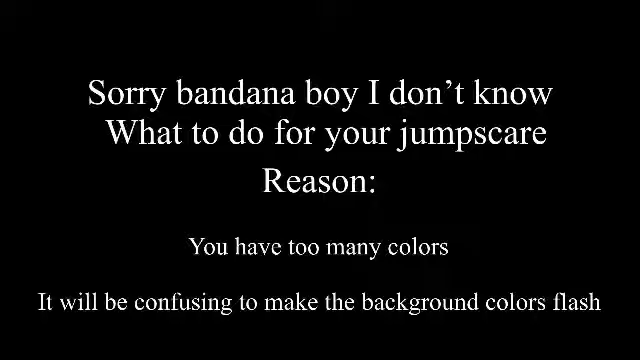 Sorry bandana boy I don’t know
What to do for your jumpscare
Reason:
You have too many colors
It will be confusing to make the background colors flash